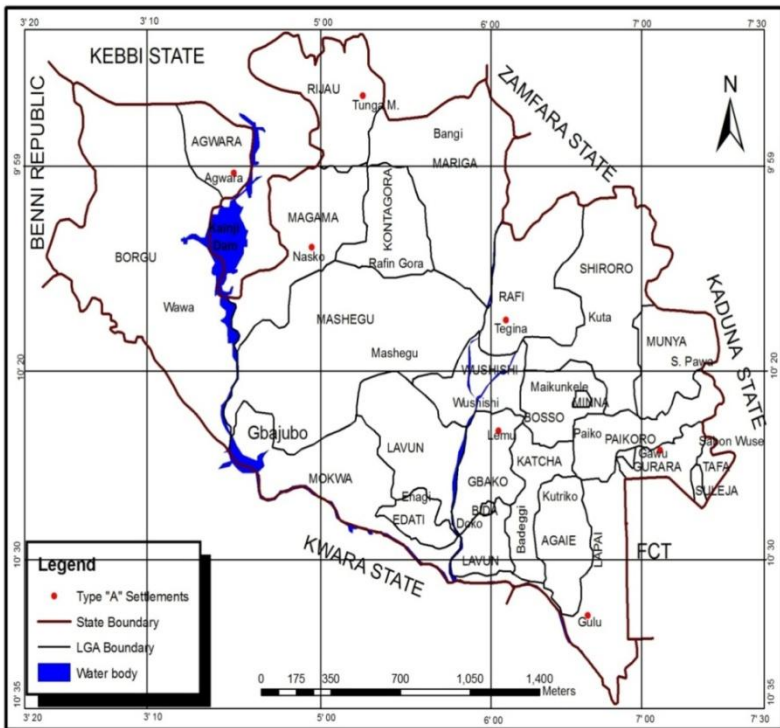 3' 20 3' 10 5' 00 6' 00 7' 00 7' 30
KEBBI STATE
BENNI REPUBLIC
ZAMFARA STATE
KADUNA STATE
KWARA STATE
FCT
N
9' 59 9' 59
10' 20 10' 20
10' 30 10' 30
10' 35 10' 35
RIJAU
Tunga M.
Bangi
MARIGA
AGWARA
Agwara
MAGAMA
Nasko
KONTAGORA
Rafin Gora
BORGU
Wawa
SHIRORO
Kuta
RAFI
Tegina
MASHEGU
Mashegu
MUNYA
S. Pawa
WUSHISHI
Wushishi
Maikunkele
MINNA
BOSSO
Gbajubo
LAVUN
Lemu
Paiko
PAIKORO
Sabon Wuse
Gawu
GURARA
TAFA
SULEJA
KATCHA
GBAKO
MOKWA
Enagi
EDATI
BIDA
Doko
Badeggi
Kutriko
AGAIE
LAPAI
LAVUN
Gulu
Legend
Type "A" Settlements
State Boundary
LGA Boundary
Water body
0 175 350 700 1,050 1,400
Meters
3' 20 3' 10 5' 00 6' 00 7' 00 7' 30